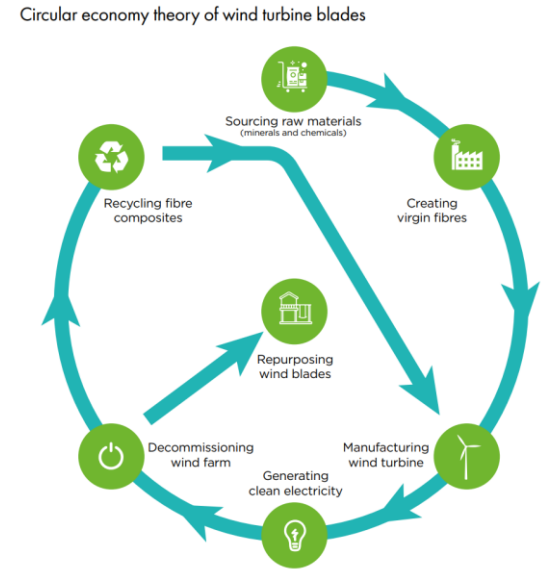 Circular economy theory of wind turbine blades
Sourcing raw materials
(minerals and chemicals)
Creating
virgin fibres
Recycling fibre
composites
Repurposing
wind blades
Decommissioning
wind farm
Manufacturing
wind turbine
Generating
clean electricity